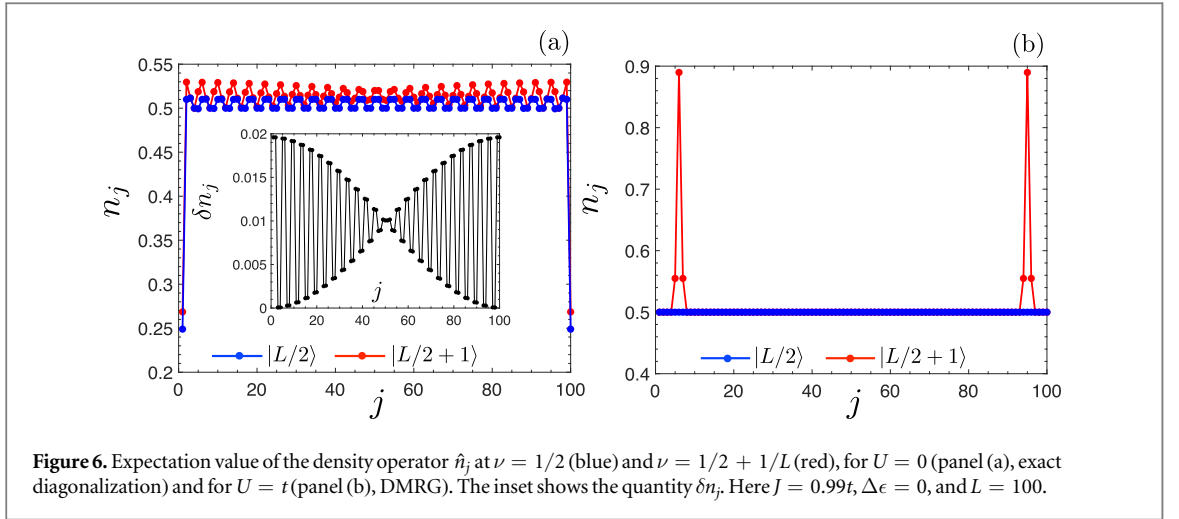 (a)
0.55
0.5
0.45
0.4
0.35
0.3
0.25
0.2
n_j
0 20 40 60 80 100
j
0.02
0.015
0.01
0.005
0
δn_j
0 20 40 60 80 100
j
|L/2⟩ |L/2 + 1⟩
(b)
0.9
0.8
0.7
0.6
0.5
0.4
n_j
0 20 40 60 80 100
j
|L/2⟩ |L/2 + 1⟩
Figure 6. Expectation value of the density operator n̂_j at ν = 1/2 (blue) and ν = 1/2 + 1/L (red), for U = 0 (panel (a), exact
diagonalization) and for U = t (panel (b), DMRG). The inset shows the quantity δn_j. Here J = 0.99t, Δϵ = 0, and L = 100.